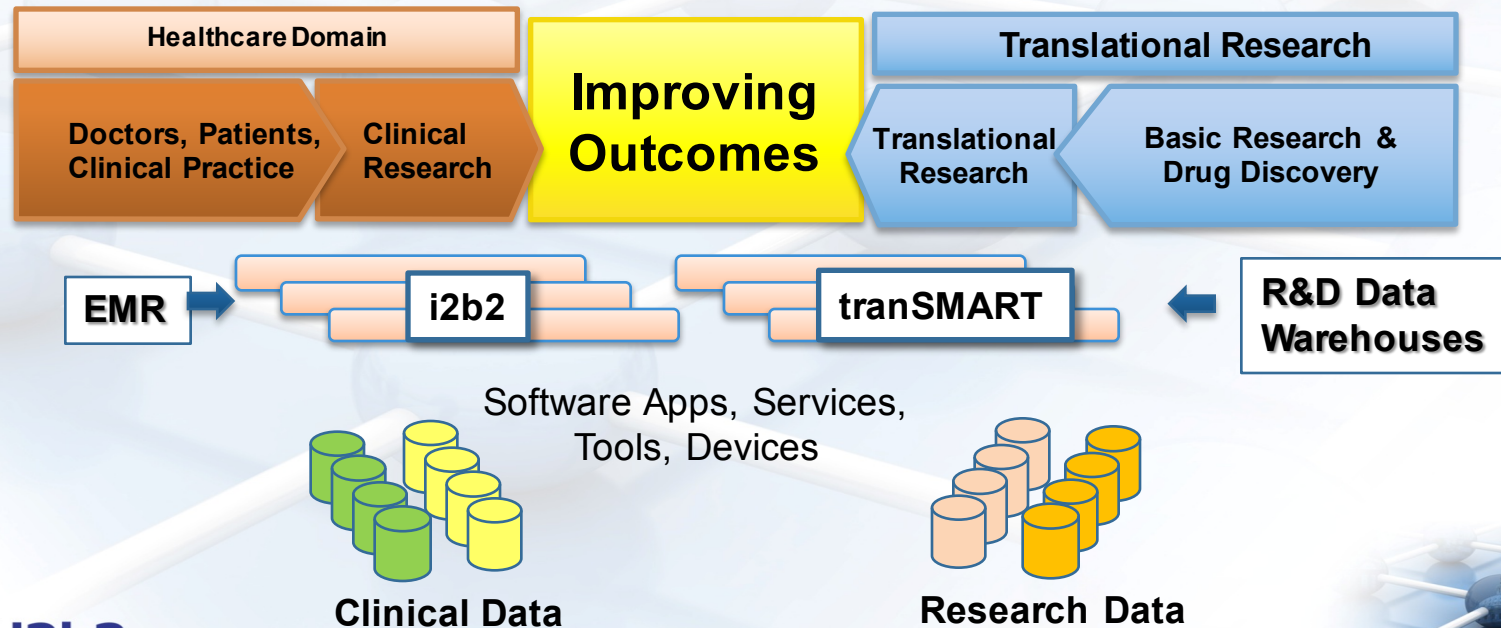 Healthcare Domain
Improving
Outcomes
Translational Research
Doctors, Patients,
Clinical Practice
Clinical
Research
Translational
Research
Basic Research &
Drug Discovery
EMR
i2b2
tranSMART
R&D Data
Warehouses
Software Apps, Services,
Tools, Devices
Clinical Data
Research Data